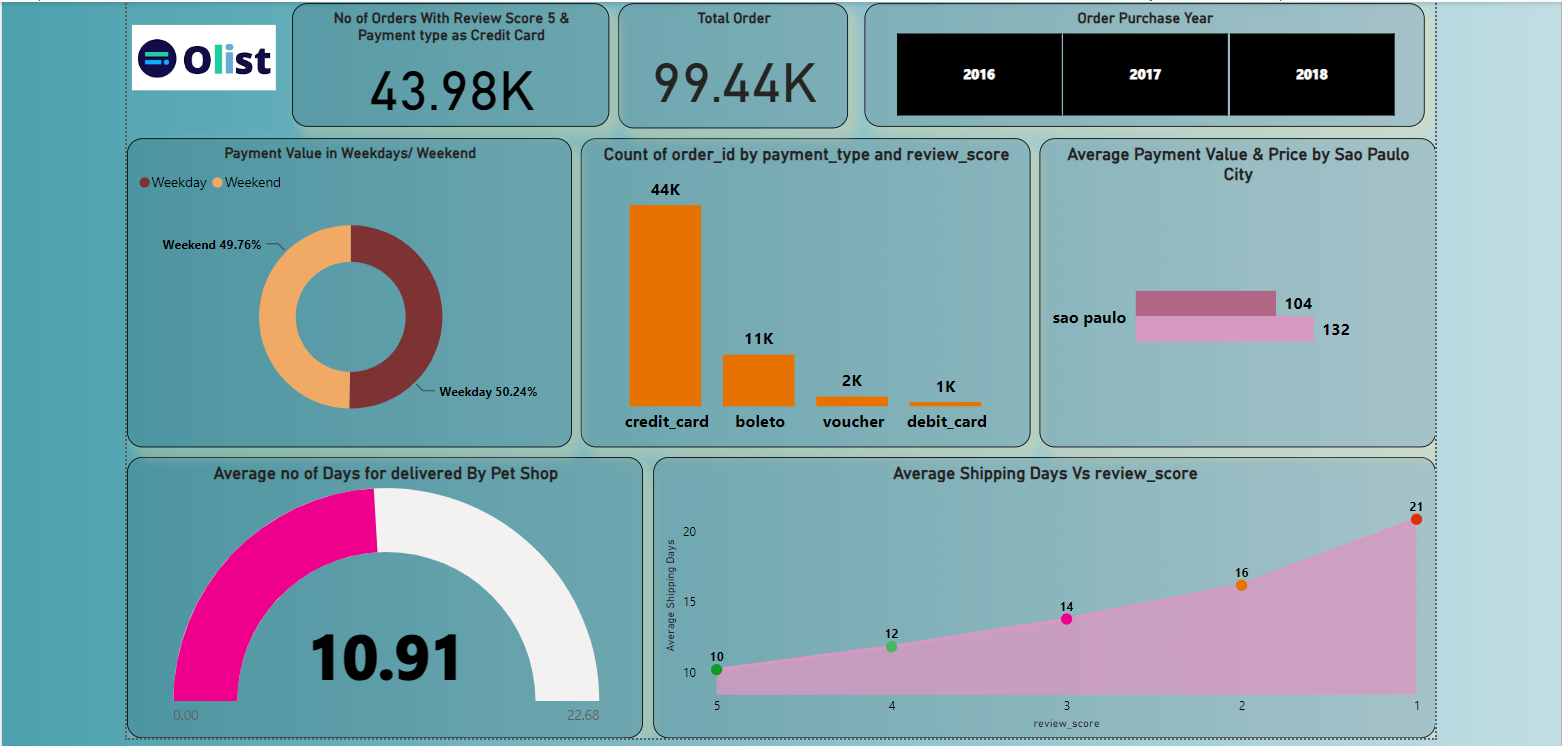 Olist
No of Orders With Review Score 5 &
Payment type as Credit Card
43.98K
Total Order
99.44K
Order Purchase Year
2016
2017
2018
Payment Value in Weekdays/ Weekend
Weekday
Weekend
Weekend 49.76%
Weekday 50.24%
Count of order_id by payment_type and review_score
44K
11K
2K
1K
credit_card
boleto
voucher
debit_card
Average Payment Value & Price by Sao Paulo
City
sao paulo
104
132
Average no of Days for delivered By Pet Shop
10.91
0.00
22.68
Average Shipping Days Vs review_score
Average Shipping Days
20
15
10
10
12
14
16
21
5
4
3
2
1
review_score